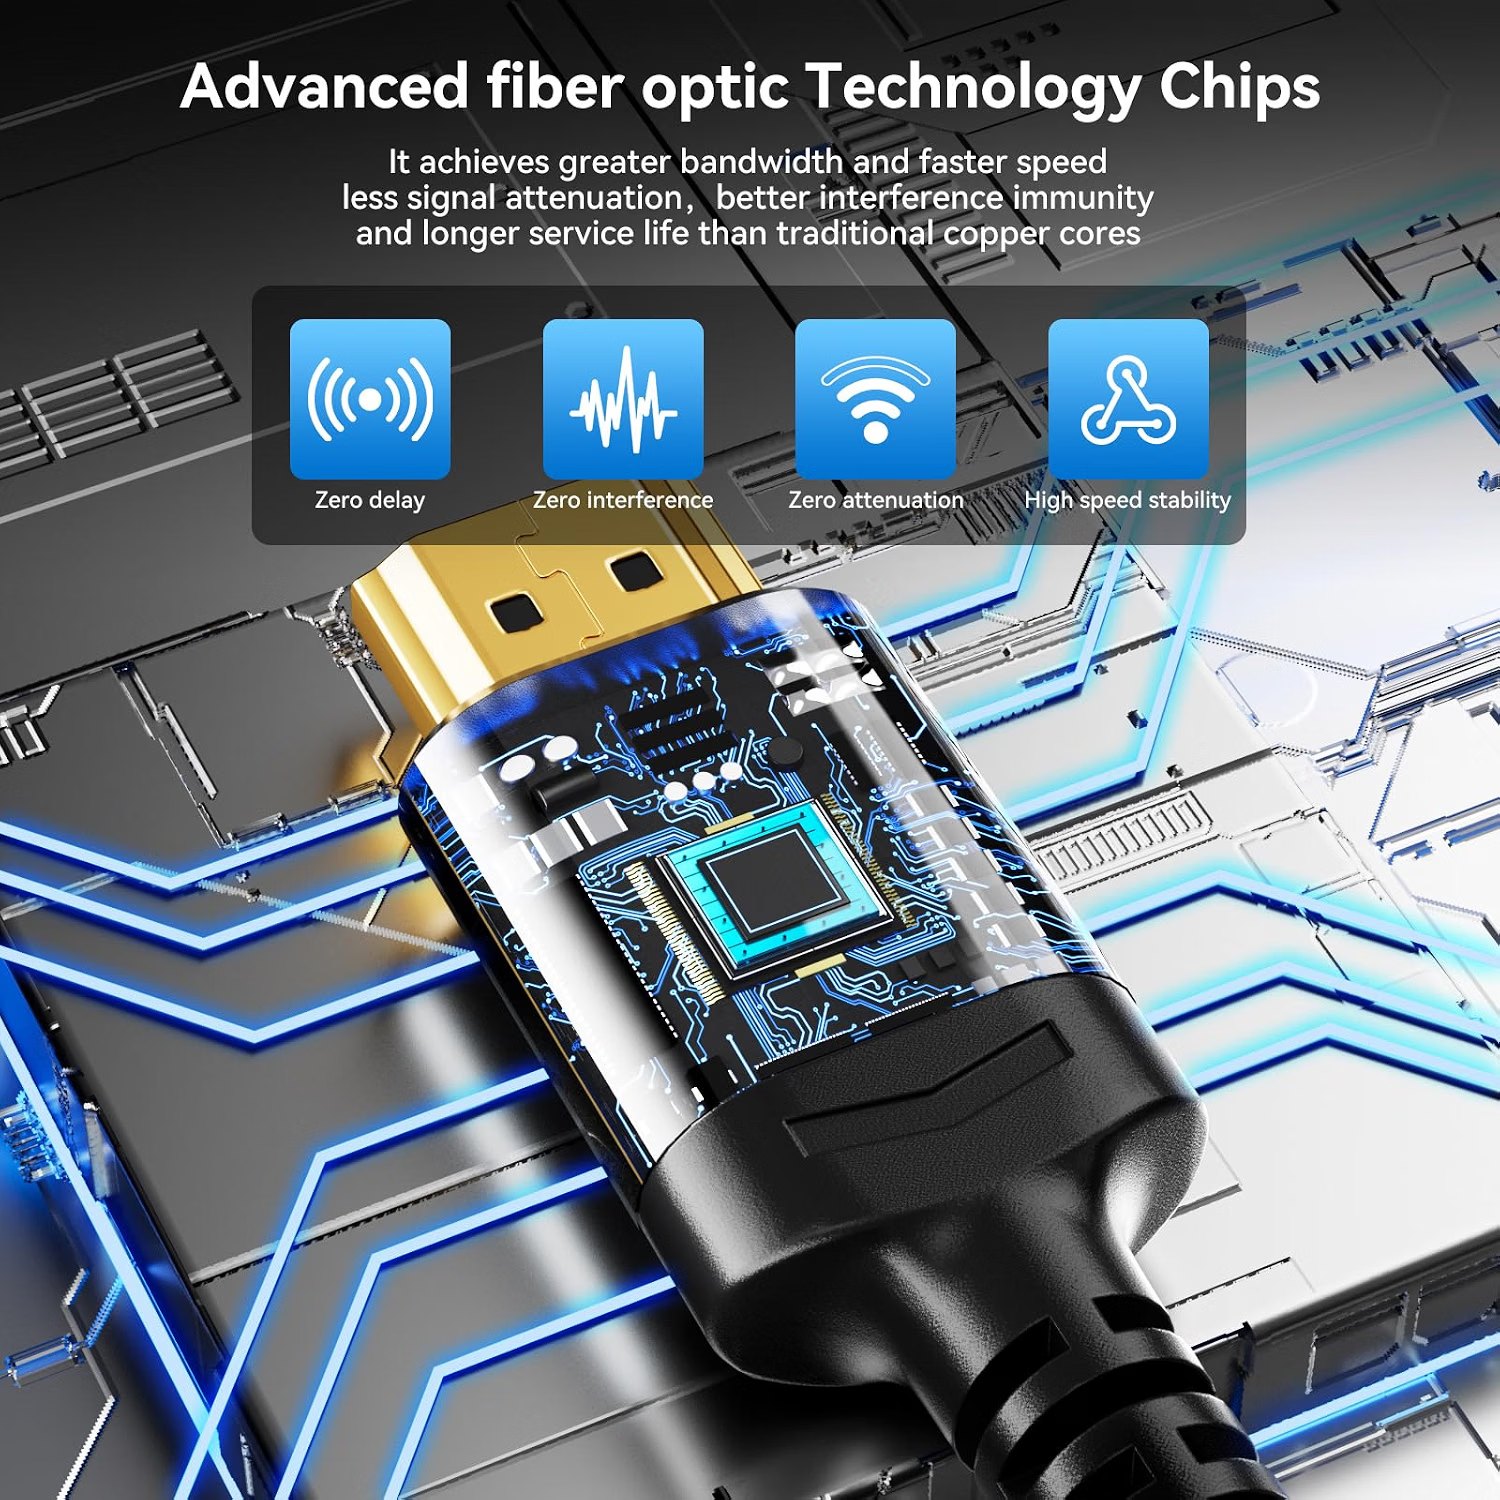 Advanced fiber optic Technology Chips
It achieves greater bandwidth and faster speed
less signal attenuation，better interference immunity
and longer service life than traditional copper cores
Zero delay
Zero interference
Zero attenuation
High speed stability